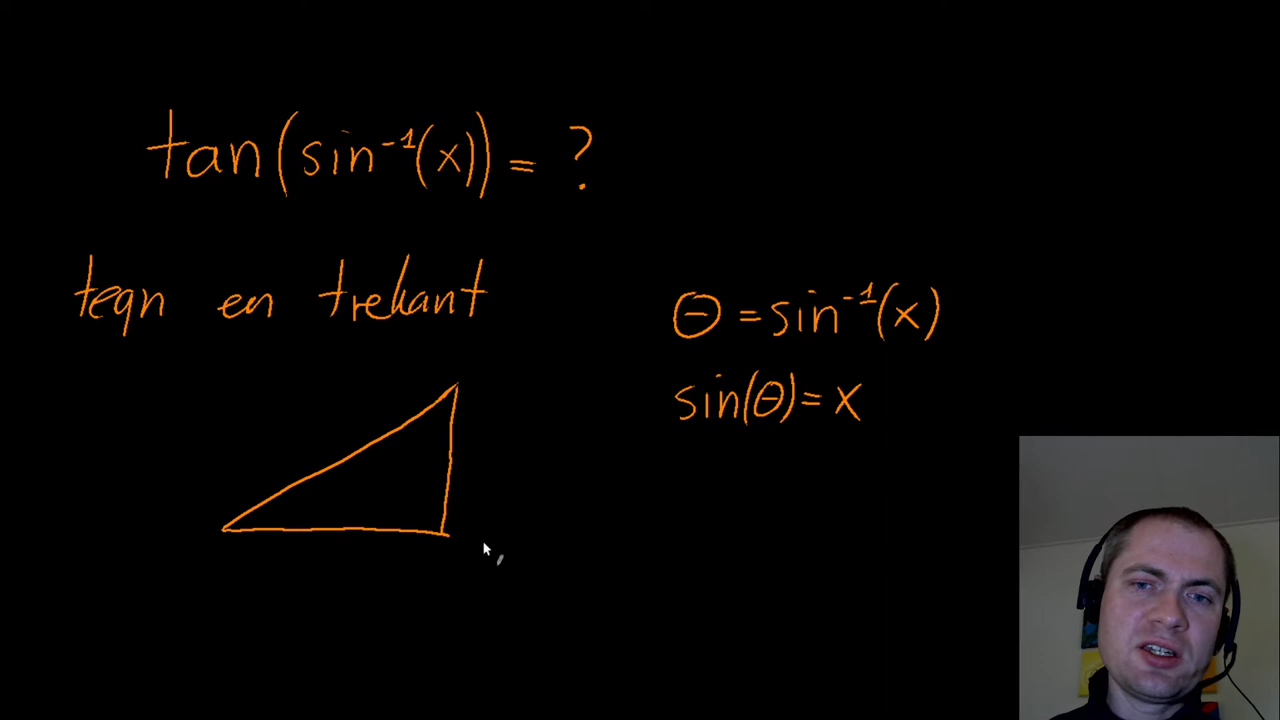 tan(sin⁻¹(x)) = ?
tegn en trekant
θ = sin⁻¹(x)
sin(θ) = x